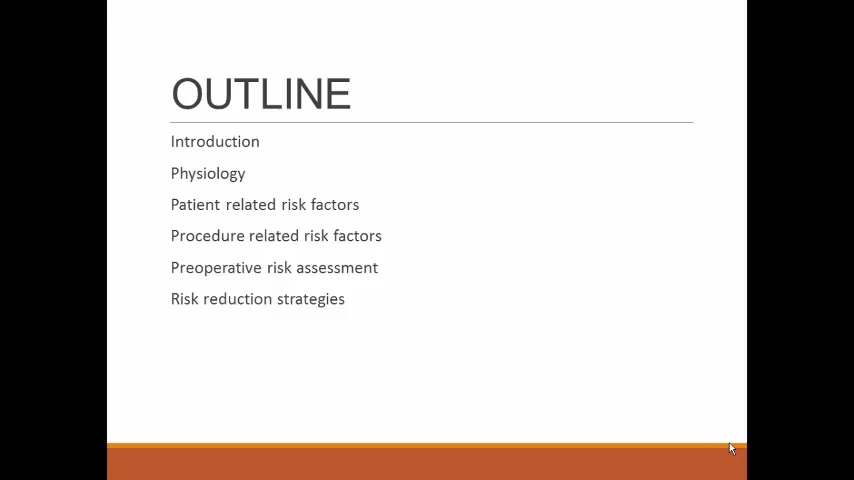 OUTLINE
Introduction
Physiology
Patient related risk factors
Procedure related risk factors
Preoperative risk assessment
Risk reduction strategies